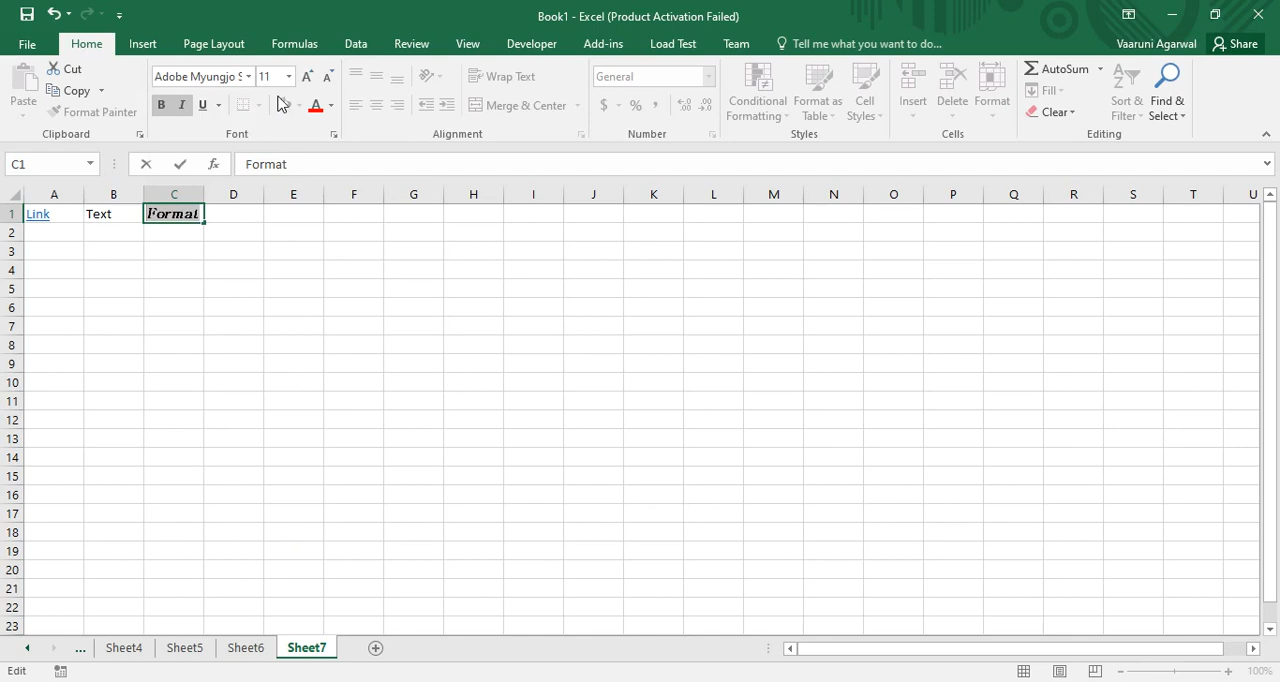 Book1 - Excel (Product Activation Failed)
File Home Insert Page Layout Formulas Data Review View Developer Add-ins Load Test Team Tell me what you want to do... Vaaruni Agarwal Share
Paste
Cut
Copy
Format Painter
Clipboard
Adobe Myungjo S 11
B I U A
Font
Wrap Text
Merge & Center
Alignment
General
$ % ,
Number
Conditional Formatting
Format as Table
Cell Styles
Styles
Insert Delete Format
Cells
AutoSum
Fill
Clear
Sort & Filter
Find & Select
Editing
C1 fx Format
A B C D E F G H I J K L M N O P Q R S T U
1 Link Text Format
2
3
4
5
6
7
8
9
10
11
12
13
14
15
16
17
18
19
20
21
22
23
... Sheet4 Sheet5 Sheet6 Sheet7
Edit 100%